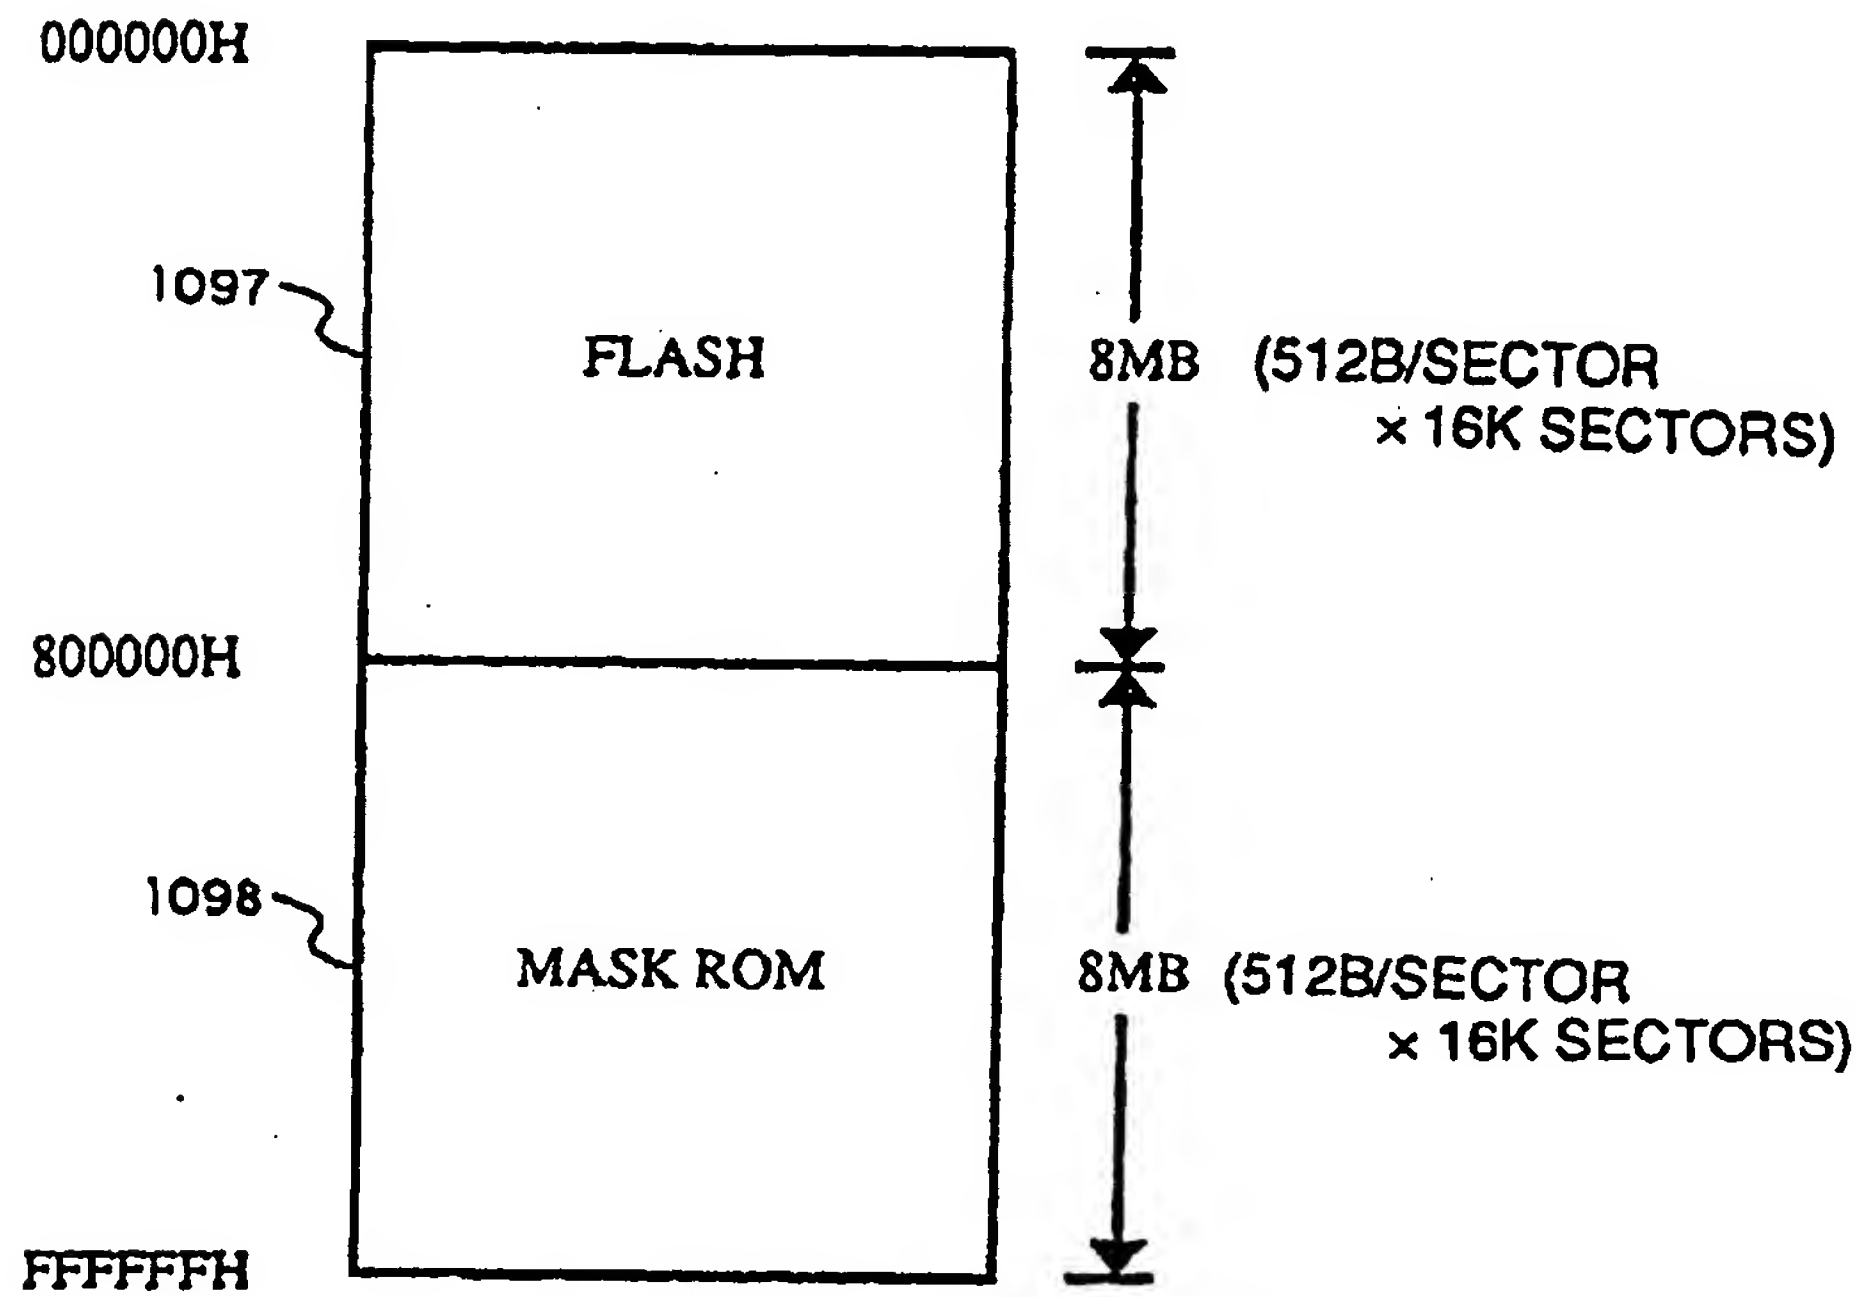 000000H
1097
FLASH
8MB (512B/SECTOR
× 16K SECTORS)
800000H
1098
MASK ROM
8MB (512B/SECTOR
× 16K SECTORS)
FFFFFFH